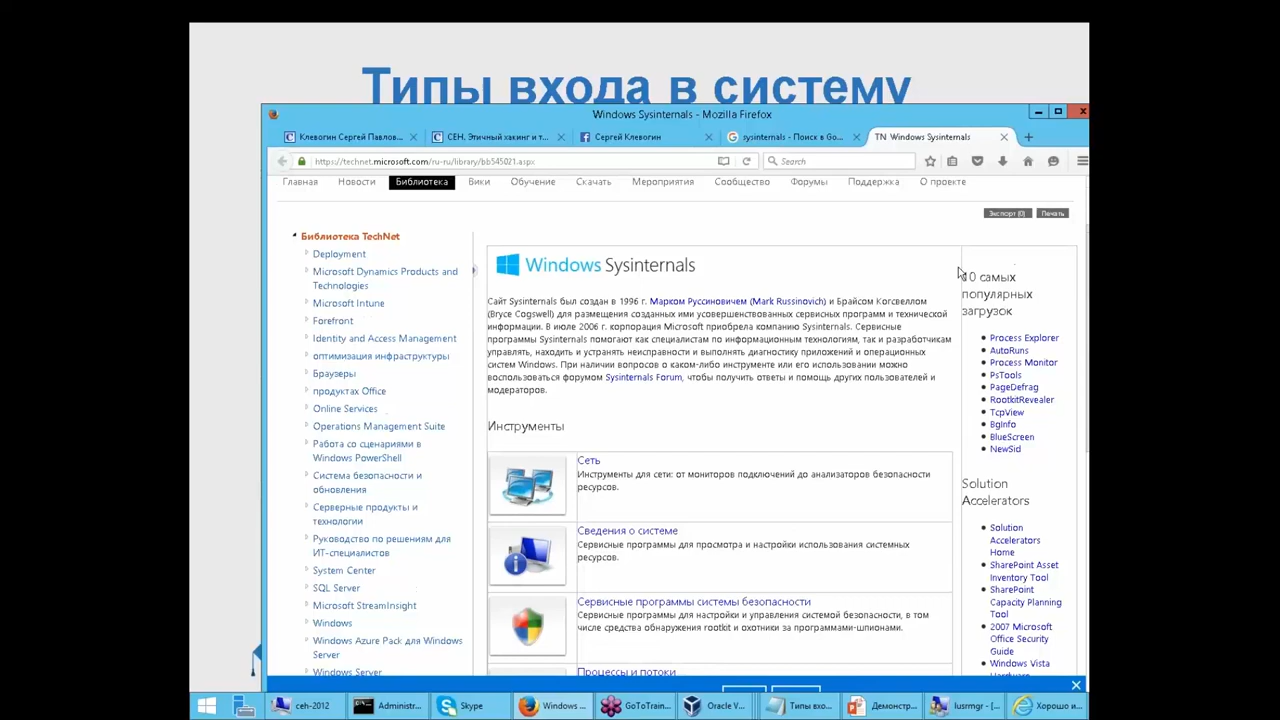 Типы входа в систему
Windows Sysinternals - Mozilla Firefox
Клевогин Сергей Павлов...
CEH. Этичный хакинг и т...
Сергей Клевогин
sysinternals - Поиск в Go...
TN Windows Sysinternals
https://technet.microsoft.com/ru-ru/library/bb545021.aspx
Search
Главная Новости Библиотека Вики Обучение Скачать Мероприятия Сообщество Форумы Поддержка О проекте
Экспорт (0) Печать
Библиотека TechNet
Deployment
Microsoft Dynamics Products and
Technologies
Microsoft Intune
Forefront
Identity and Access Management
оптимизация инфраструктуры
Браузеры
продуктах Office
Online Services
Operations Management Suite
Работа со сценариями в
Windows PowerShell
Система безопасности и
обновления
Серверные продукты и
технологии
Руководство по решениям для
ИТ-специалистов
System Center
SQL Server
Microsoft StreamInsight
Windows
Windows Azure Pack для Windows
Server
Windows Server
Windows Sysinternals
Сайт Sysinternals был создан в 1996 г. Марком Руссиновичем (Mark Russinovich) и Брайсом Когсвеллом
(Bryce Cogswell) для размещения созданных ими усовершенствованных сервисных программ и технической
информации. В июле 2006 г. корпорация Microsoft приобрела компанию Sysinternals. Сервисные
программы Sysinternals помогают как специалистам по информационным технологиям, так и разработчикам
управлять, находить и устранять неисправности и выполнять диагностику приложений и операционных
систем Windows. При наличии вопросов о каком-либо инструменте или его использовании можно
воспользоваться форумом Sysinternals Forum, чтобы получить ответы и помощь других пользователей и
модераторов.
Инструменты
Сеть
Инструменты для сети: от мониторов подключений до анализаторов безопасности
ресурсов.
Сведения о системе
Сервисные программы для просмотра и настройки использования системных
ресурсов.
Сервисные программы системы безопасности
Сервисные программы для настройки и управления системой безопасности, в том
числе средства обнаружения rootkit и охотники за программами-шпионами.
Процессы и потоки
10 самых
популярных
загрузок
Process Explorer
AutoRuns
Process Monitor
PsTools
PageDefrag
RootkitRevealer
TcpView
BgInfo
BlueScreen
NewSid
Solution
Accelerators
Solution
Accelerators
Home
SharePoint Asset
Inventory Tool
SharePoint
Capacity Planning
Tool
2007 Microsoft
Office Security
Guide
Windows Vista
Hardware
ceh-2012
Administr...
Skype
Windows ...
GoToTrain...
Oracle V...
Типы вхо...
Демонст...
lusrmgr - [...
Хорошо и...